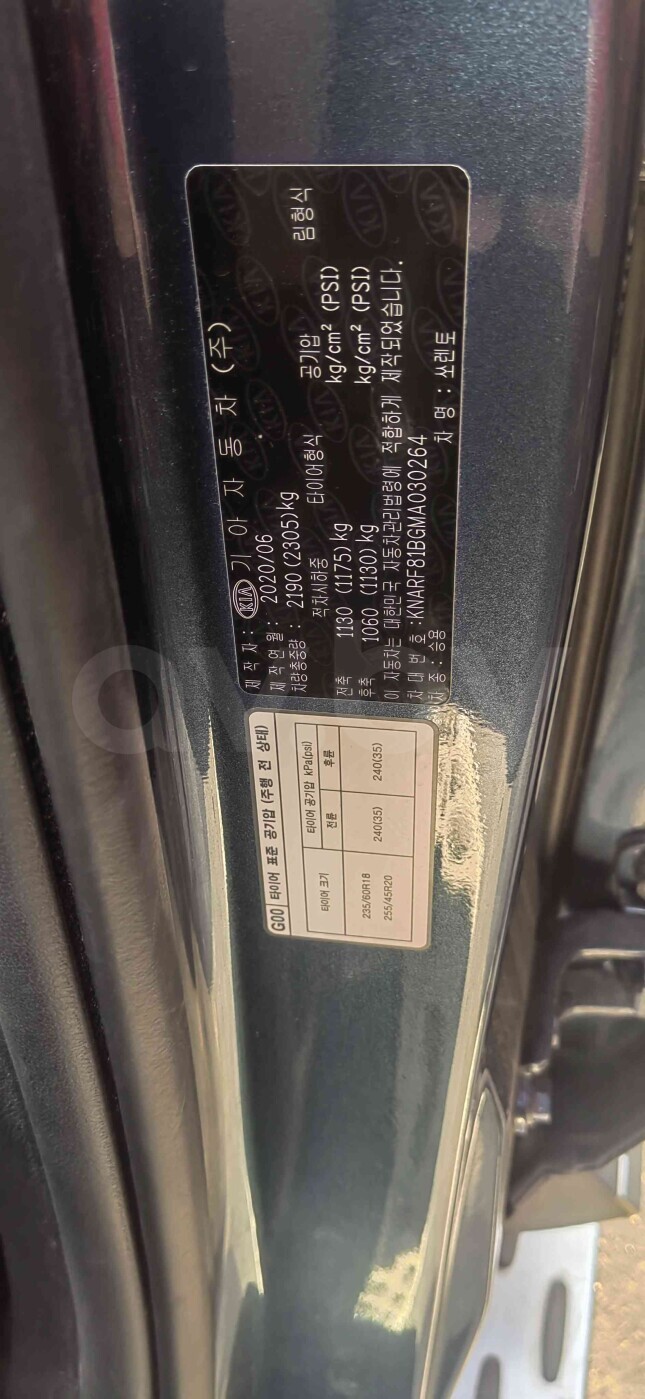 제 작 자 : KIA 기 아 자 동 차 (주)
제 작 연 월 : 2020/06
차량총중량 : 2190 (2305)kg
적차시하중 타이어형식 공기압 림형식
전축 1130 (1175)kg kg/cm² (PSI)
후축 1060 (1130)kg kg/cm² (PSI)
이 자동차는 대한민국 자동차관리법령에 적합하게 제작되었습니다.
차 대 번 호 : KNARF81BGMA030264
차 종 : 승용 차 명 : 쏘렌토
G00 타이어 표준 공기압 (주행 전 상태)
타이어 크기 타이어 공기압 kPa(psi)
전륜 후륜
235/60R18 240(35) 240(35)
255/45R20